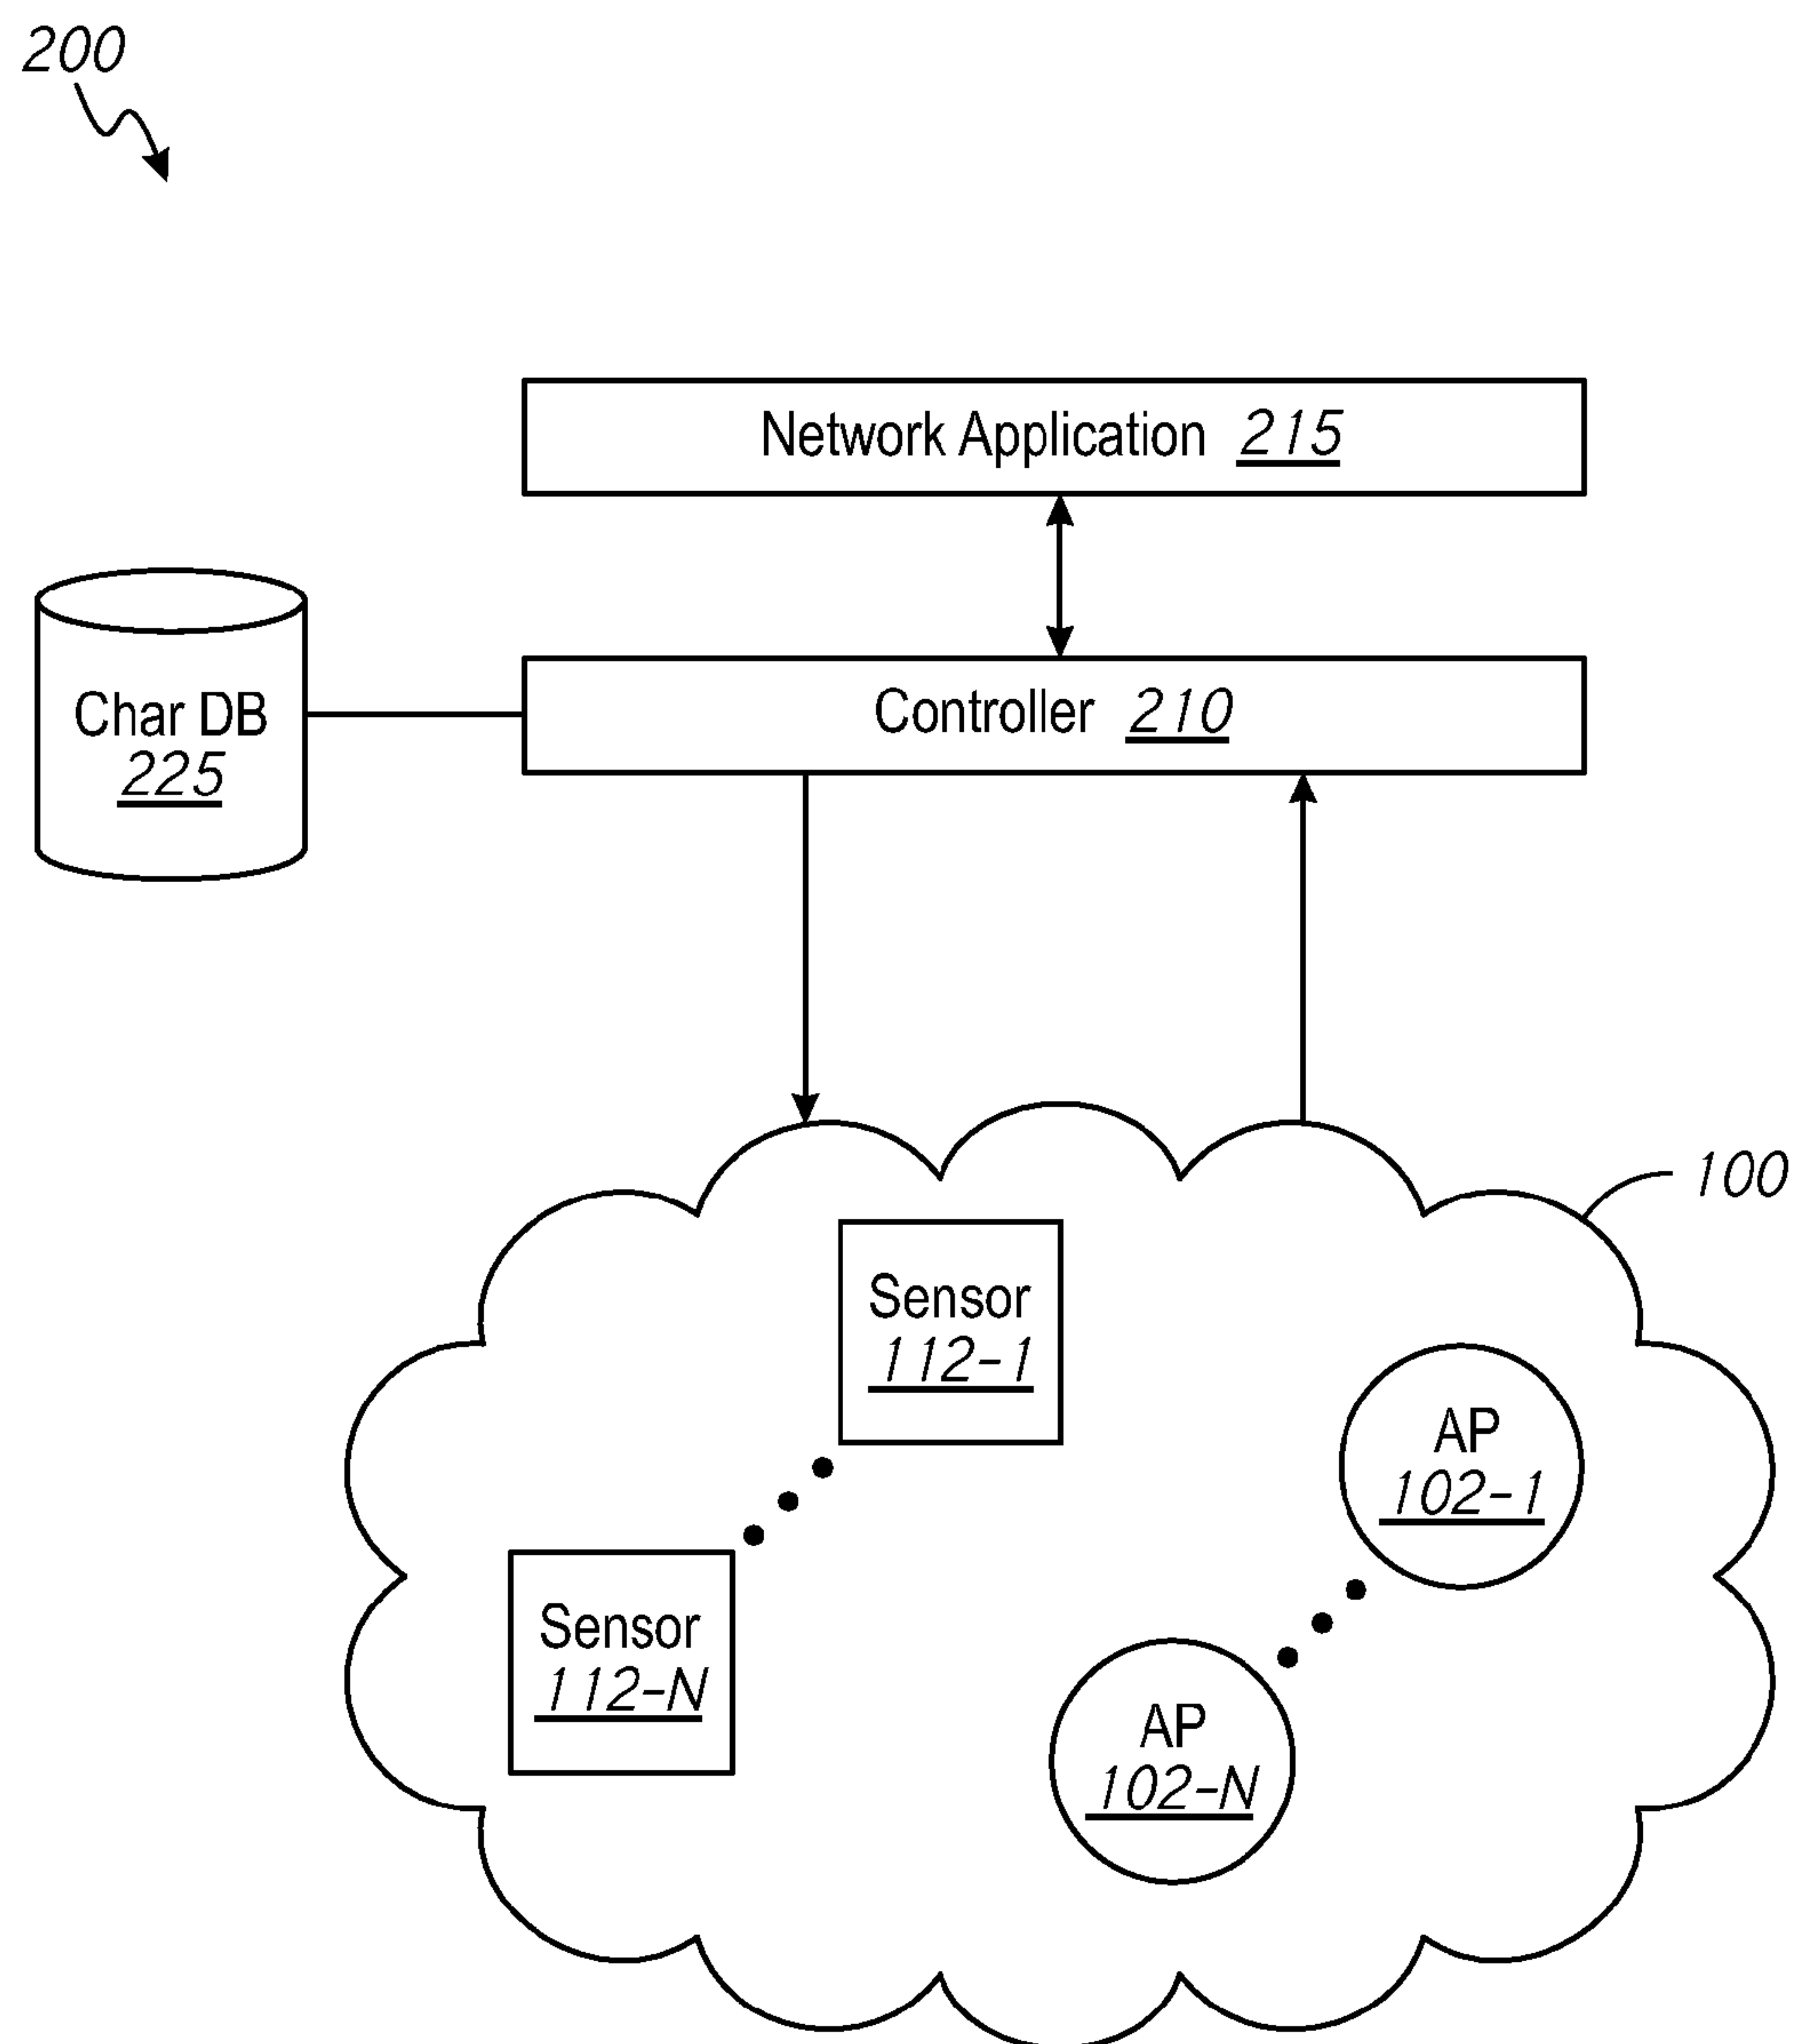 200
Network Application 215
Char DB
225
Controller 210
100
Sensor
112-1
AP
102-1
Sensor
112-N
AP
102-N